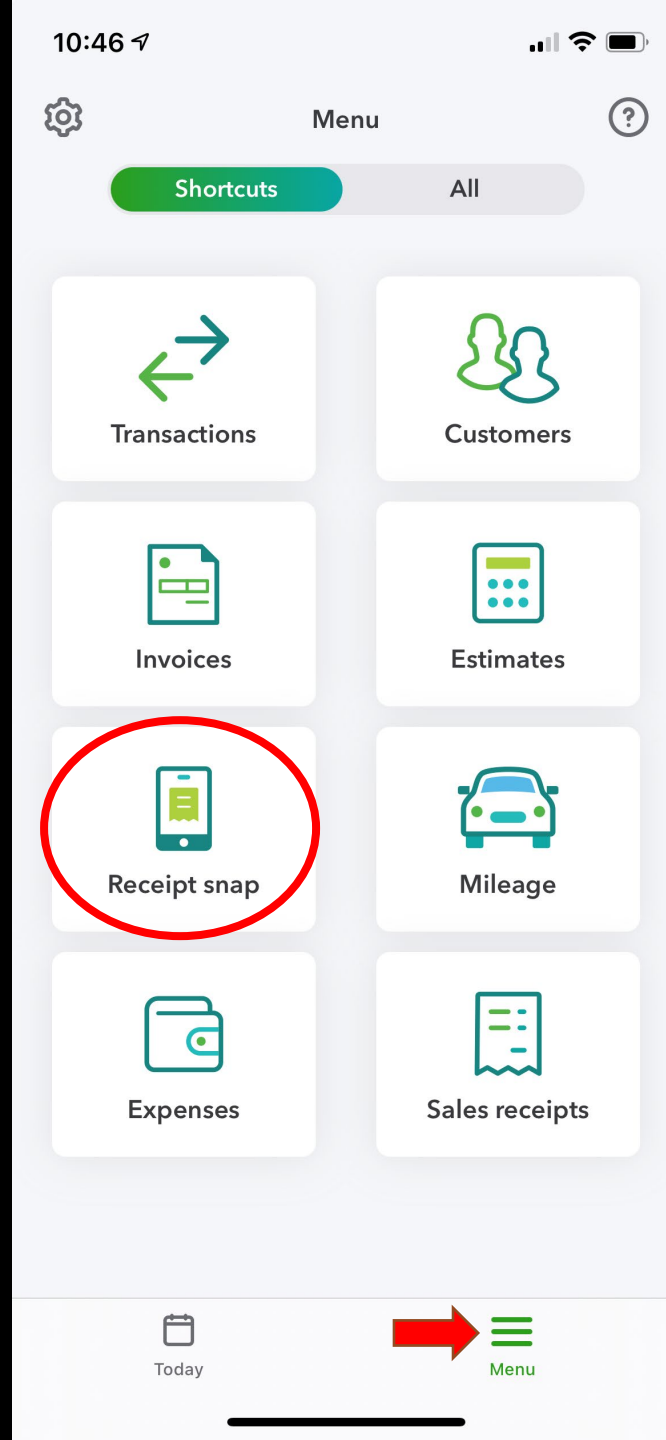 10:46
Menu
?
Shortcuts All
Transactions Customers
Invoices Estimates
Receipt snap Mileage
Expenses Sales receipts
Today Menu